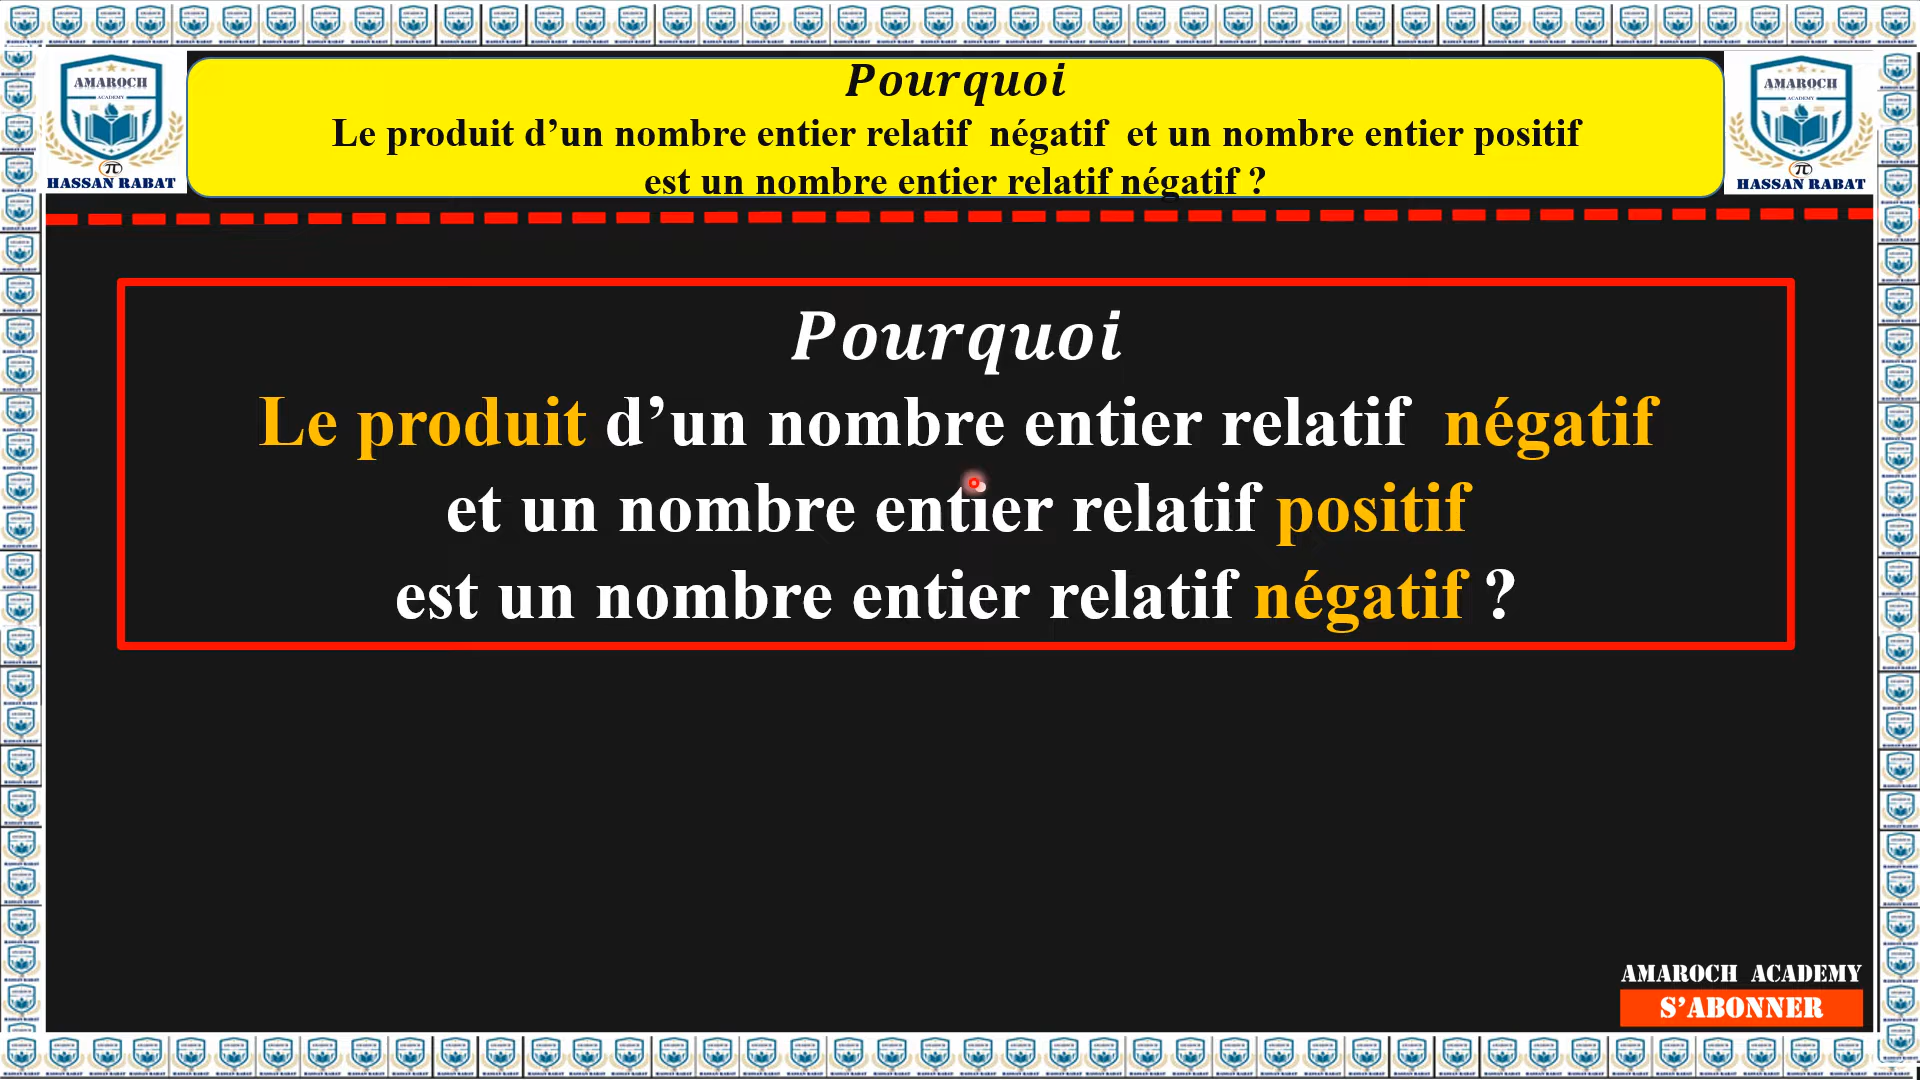 Pourquoi
Le produit d’un nombre entier relatif négatif et un nombre entier positif
est un nombre entier relatif négatif ?
AMAROCH
ACADEMY
π
HASSAN RABAT
AMAROCH
ACADEMY
π
HASSAN RABAT
Pourquoi
Le produit d’un nombre entier relatif négatif
et un nombre entier relatif positif
est un nombre entier relatif négatif ?
AMAROCH ACADEMY
S’ABONNER